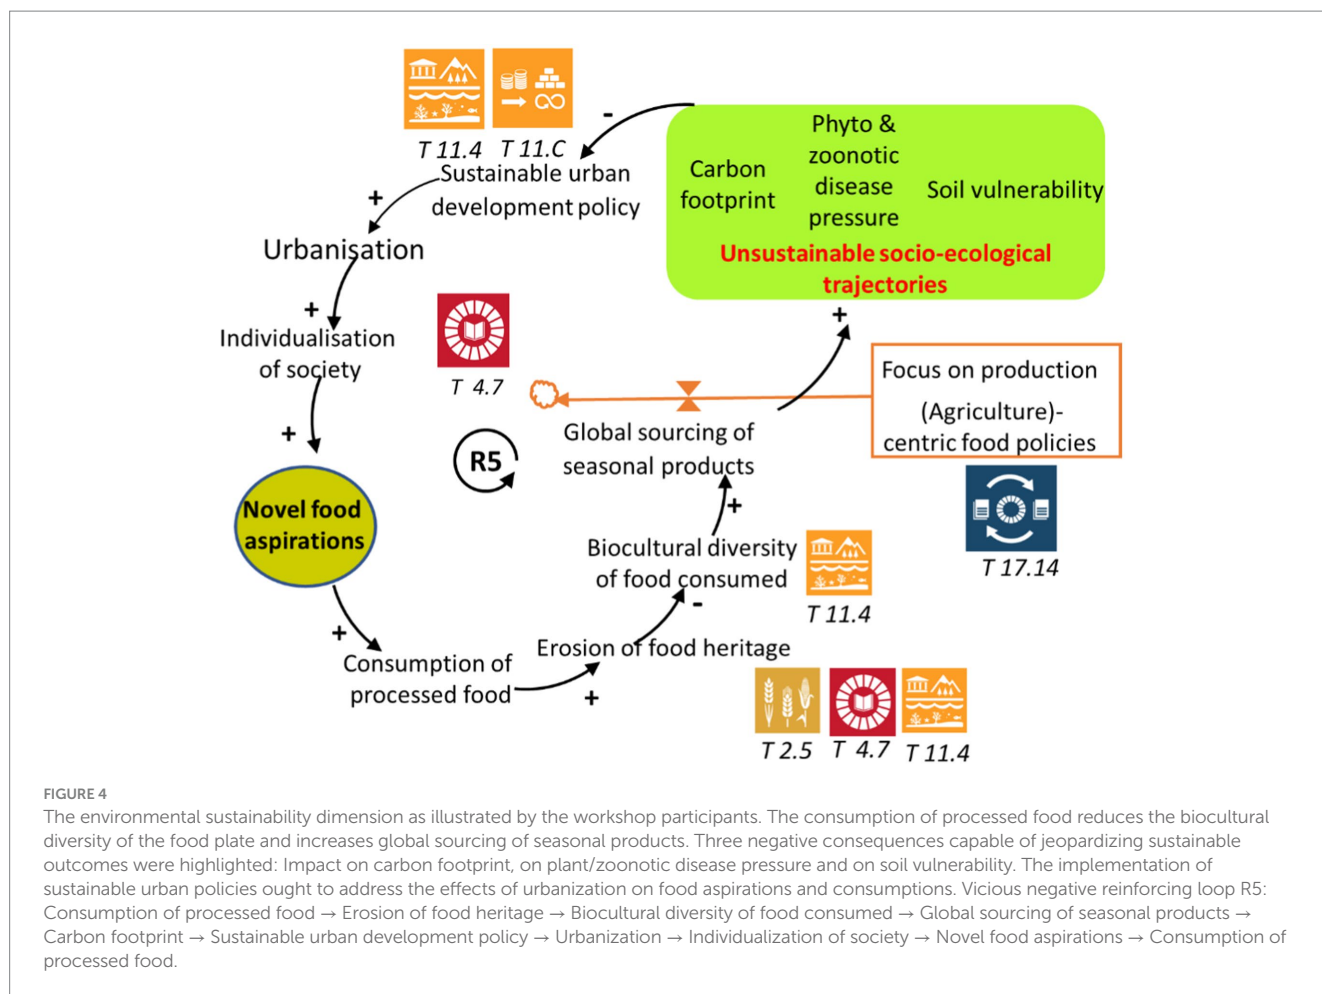 T 11.4 T 11.C
-
Sustainable urban
development policy
+
Urbanisation
+
Individualisation
of society
+
Novel food
aspirations
+
Consumption of
processed food
+
Erosion of food heritage
-
Biocultural diversity
of food consumed
+
Global sourcing of
seasonal products
+
Carbon
footprint
Phyto &
zoonotic
disease
pressure
Soil vulnerability
Unsustainable socio-ecological
trajectories
Focus on production
(Agriculture)-
centric food policies
T 17.14
T 4.7
R5
T 11.4
T 2.5 T 4.7 T 11.4
FIGURE 4
The environmental sustainability dimension as illustrated by the workshop participants. The consumption of processed food reduces the biocultural
diversity of the food plate and increases global sourcing of seasonal products. Three negative consequences capable of jeopardizing sustainable
outcomes were highlighted: Impact on carbon footprint, on plant/zoonotic disease pressure and on soil vulnerability. The implementation of
sustainable urban policies ought to address the effects of urbanization on food aspirations and consumptions. Vicious negative reinforcing loop R5:
Consumption of processed food → Erosion of food heritage → Biocultural diversity of food consumed → Global sourcing of seasonal products →
Carbon footprint → Sustainable urban development policy → Urbanization → Individualization of society → Novel food aspirations → Consumption of
processed food.